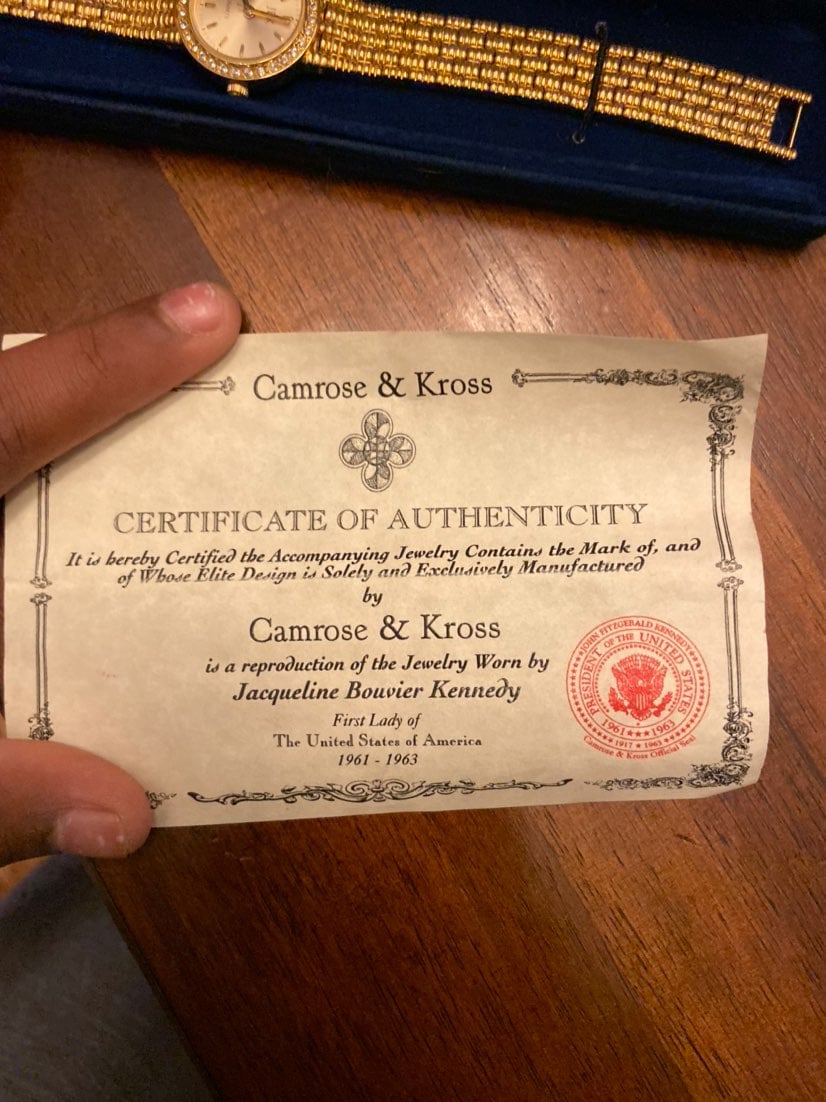 Camrose & Kross
CERTIFICATE OF AUTHENTICITY
It is hereby Certified the Accompanying Jewelry Contains the Mark of, and
of Whose Elite Design is Solely and Exclusively Manufactured
by
Camrose & Kross
is a reproduction of the Jewelry Worn by
Jacqueline Bouvier Kennedy
First Lady of
The United States of America
1961 - 1963
JOHN FITZGERALD KENNEDY
PRESIDENT OF THE UNITED STATES
1961 ★★★ 1963
1917 ★ 1963
Camrose & Kross Official Seal